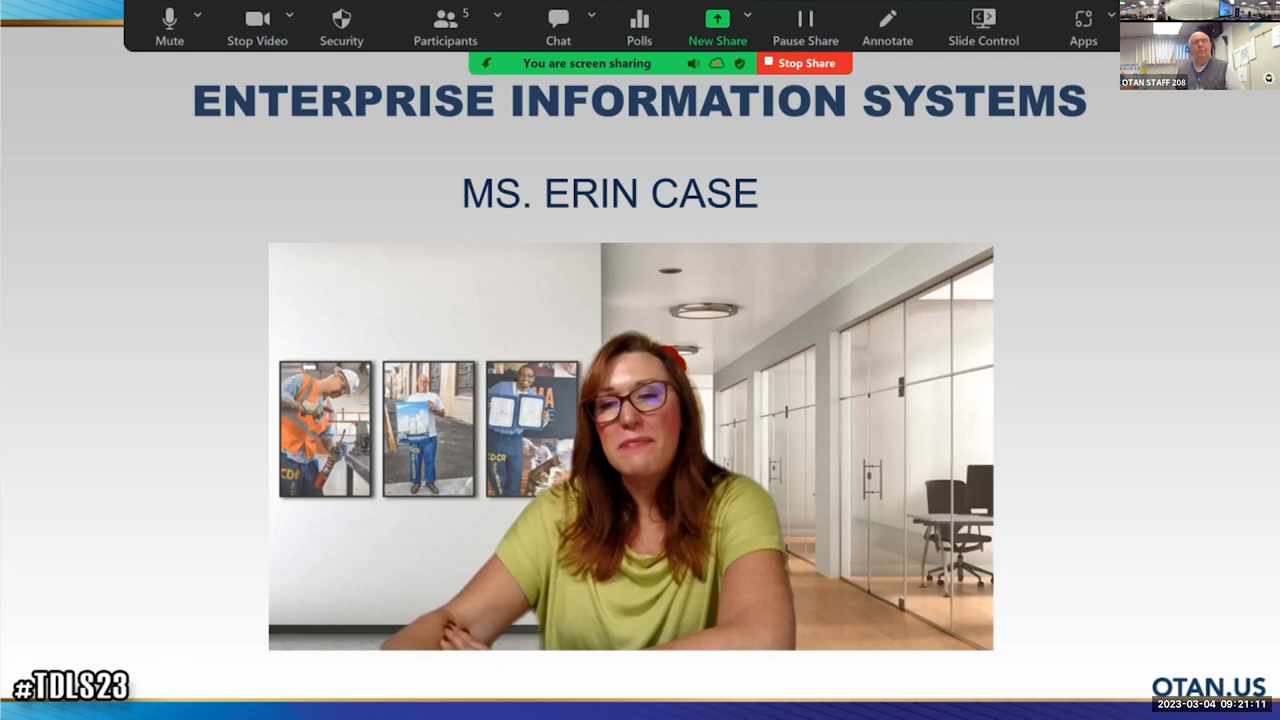 5
Mute
Stop Video
Security
Participants
Chat
Polls
New Share
Pause Share
Annotate
Slide Control
Apps
You are screen sharing
Stop Share
OTAN STAFF 208
ENTERPRISE INFORMATION SYSTEMS
MS. ERIN CASE
CDCR
#TDLS23
OTAN.US
2023-03-04 09:21:11